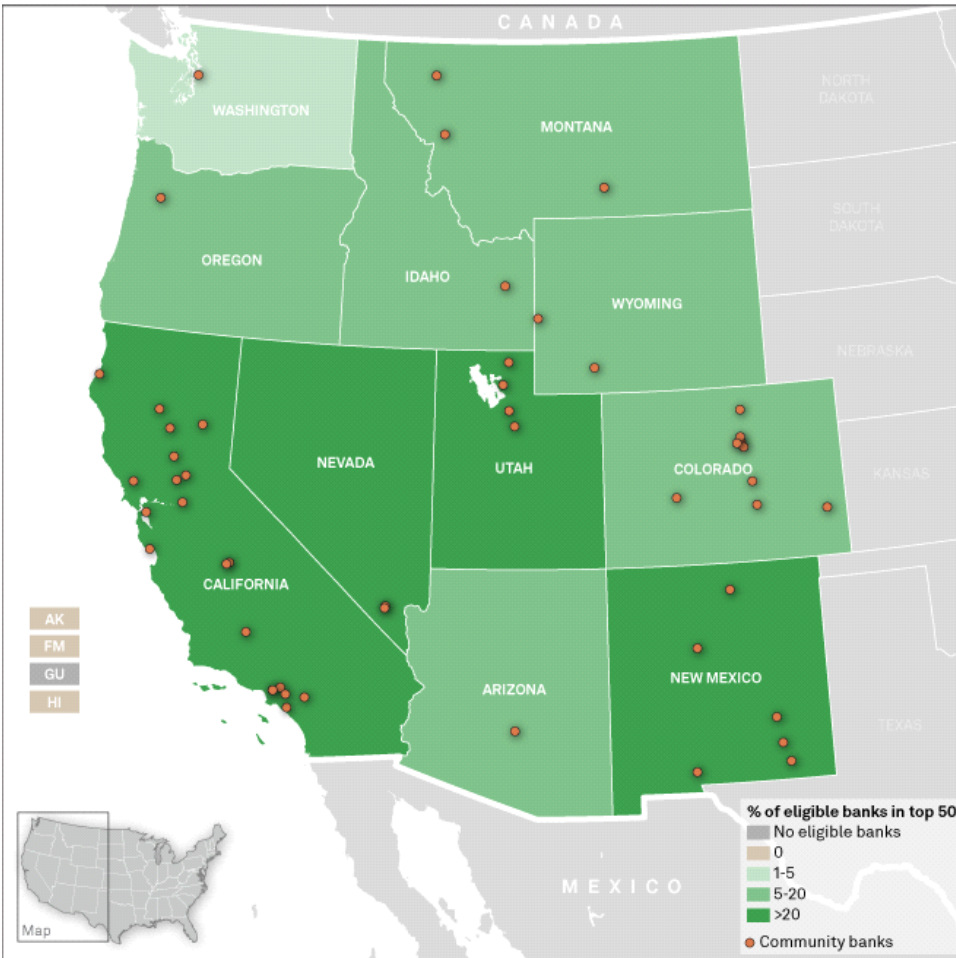 CANADA
WASHINGTON
MONTANA
NORTH
DAKOTA
SOUTH
DAKOTA
OREGON
IDAHO
WYOMING
NEBRASKA
NEVADA
UTAH
COLORADO
KANSAS
CALIFORNIA
AK
FM
GU
HI
ARIZONA
NEW MEXICO
TEXAS
MEXICO
Map
% of eligible banks in top 50
No eligible banks
0
1-5
5-20
>20
Community banks